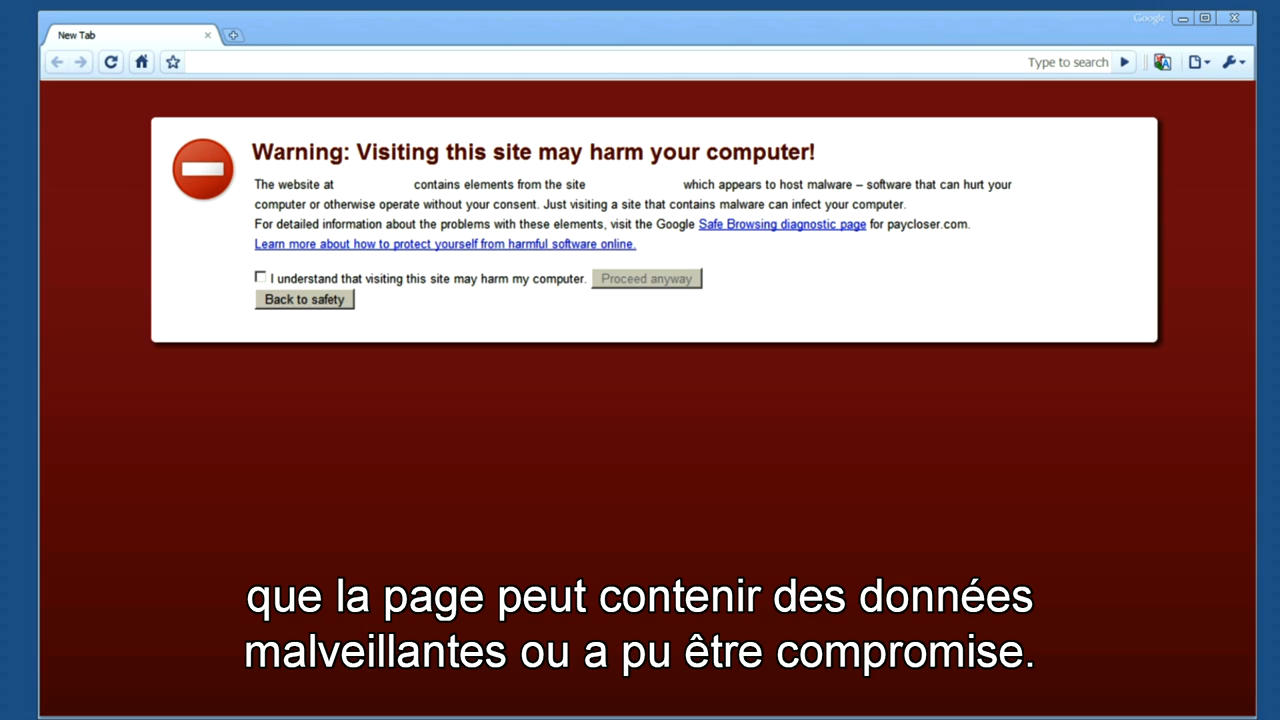 Google
New Tab
Type to search
Warning: Visiting this site may harm your computer!
The website at contains elements from the site which appears to host malware – software that can hurt your
computer or otherwise operate without your consent. Just visiting a site that contains malware can infect your computer.
For detailed information about the problems with these elements, visit the Google Safe Browsing diagnostic page for paycloser.com.
Learn more about how to protect yourself from harmful software online.
I understand that visiting this site may harm my computer. Proceed anyway
Back to safety
que la page peut contenir des données
malveillantes ou a pu être compromise.